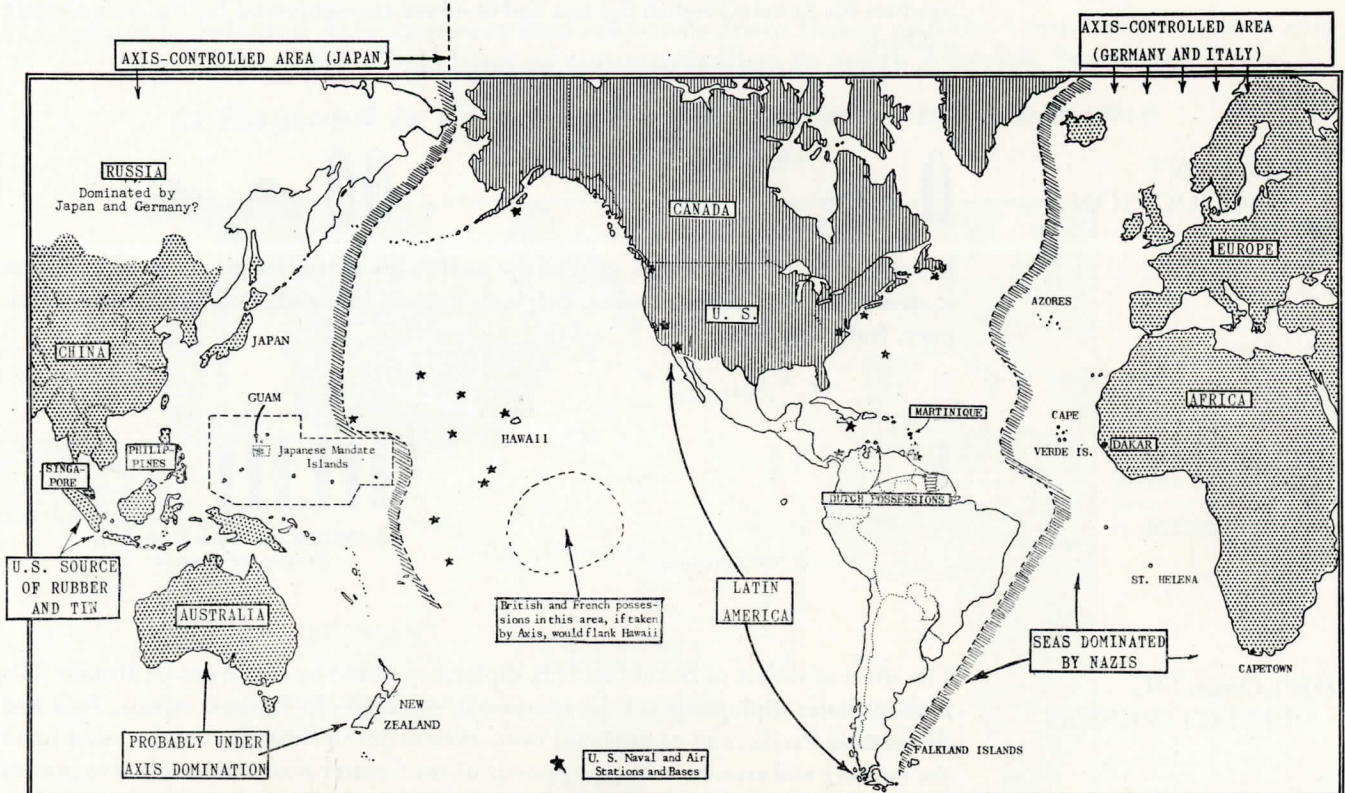 AXIS-CONTROLLED AREA (JAPAN)
AXIS-CONTROLLED AREA
(GERMANY AND ITALY)
RUSSIA
Dominated by
Japan and Germany?
CANADA
EUROPE
U. S.
AZORES
CHINA
JAPAN
GUAM
Japanese Mandate
Islands
HAWAII
MARTINIQUE
AFRICA
CAPE
VERDE IS.
DAKAR
PHILIP-
PINES
SINGA-
PORE
DUTCH POSSESSIONS
U.S. SOURCE
OF RUBBER
AND TIN
AUSTRALIA
British and French posses-
sions in this area, if taken
by Axis, would flank Hawaii
LATIN
AMERICA
ST. HELENA
SEAS DOMINATED
BY NAZIS
CAPETOWN
NEW
ZEALAND
PROBABLY UNDER
AXIS DOMINATION
U. S. Naval and Air
Stations and Bases
FALKLAND ISLANDS